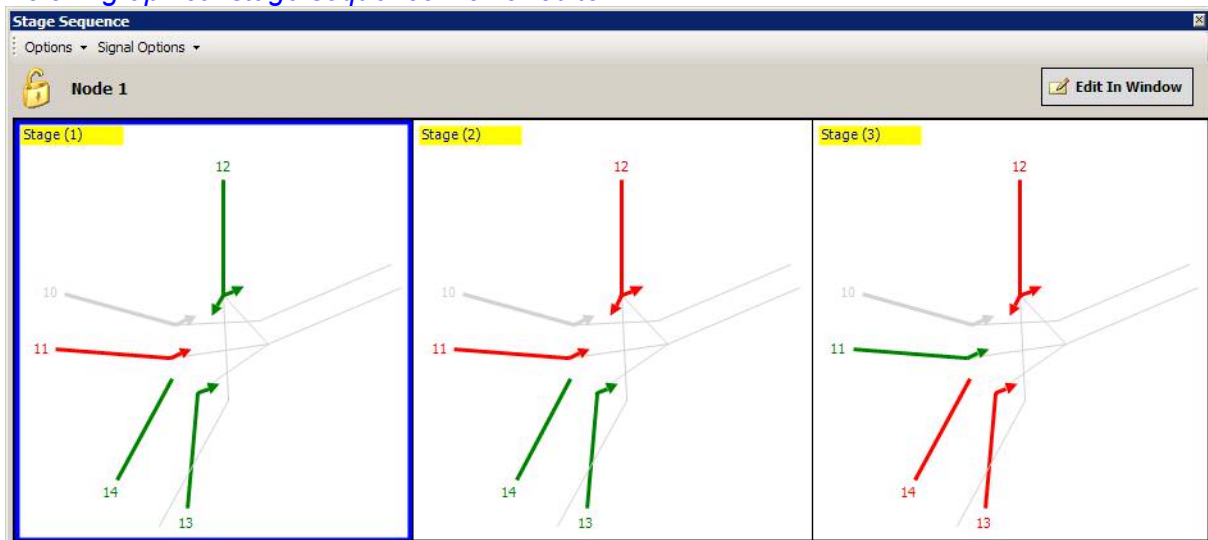 Stage Sequence
Options Signal Options
Node 1
Edit In Window
Stage (1) Stage (2) Stage (3)
12 12 12
10 10 10
11 11 11
14 14 14
13 13 13